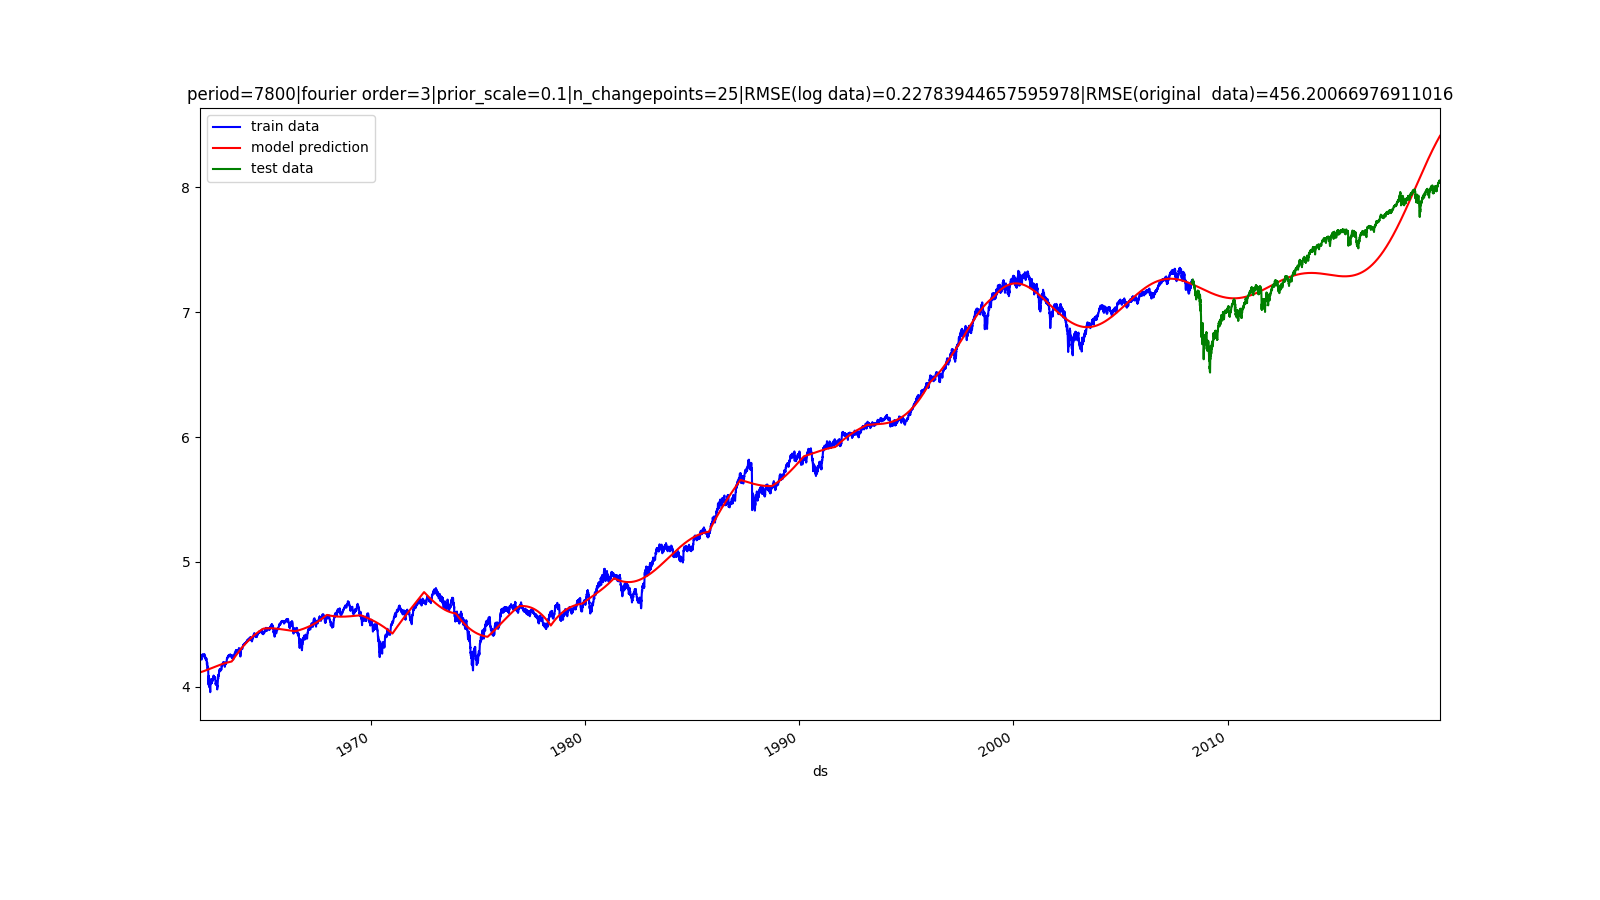 period=7800|fourier order=3|prior_scale=0.1|n_changepoints=25|RMSE(log data)=0.22783944657595978|RMSE(original  data)=456.20066976911016
train data
model prediction
test data
8
7
6
5
4
1970
1980
1990
2000
2010
ds